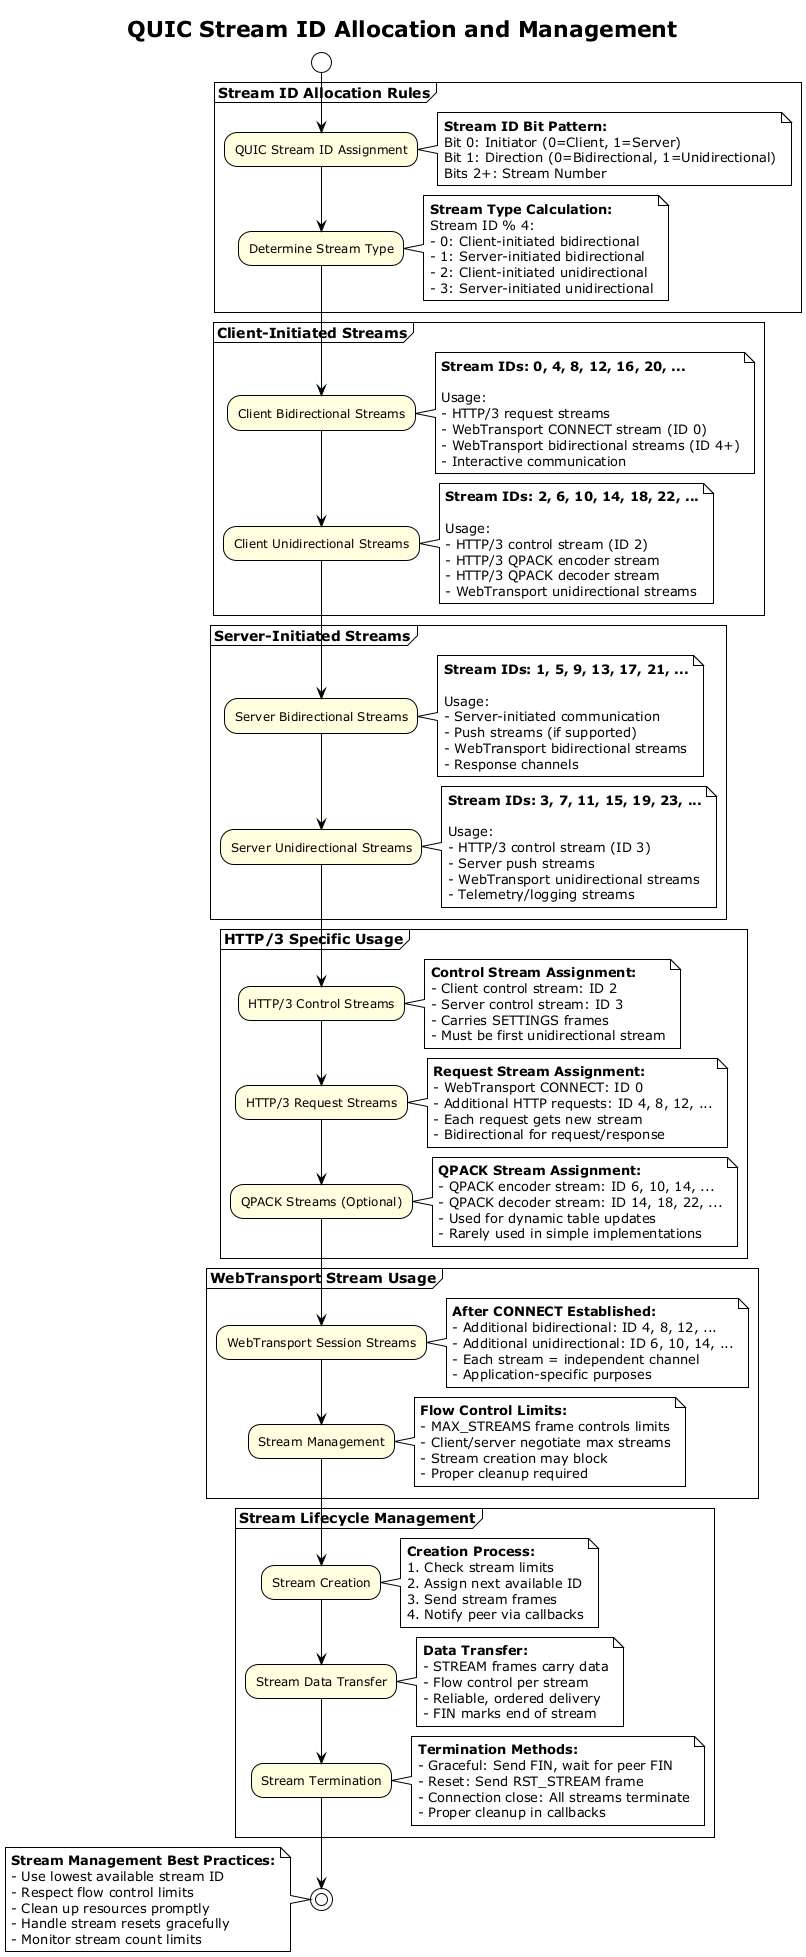 QUIC Stream ID Allocation and Management
Stream ID Allocation Rules
QUIC Stream ID Assignment
Stream ID Bit Pattern:
Bit 0: Initiator (0=Client, 1=Server)
Bit 1: Direction (0=Bidirectional, 1=Unidirectional)
Bits 2+: Stream Number
Determine Stream Type
Stream Type Calculation:
Stream ID % 4:
- 0: Client-initiated bidirectional
- 1: Server-initiated bidirectional
- 2: Client-initiated unidirectional
- 3: Server-initiated unidirectional
Client-Initiated Streams
Client Bidirectional Streams
Stream IDs: 0, 4, 8, 12, 16, 20, ...
Usage:
- HTTP/3 request streams
- WebTransport CONNECT stream (ID 0)
- WebTransport bidirectional streams (ID 4+)
- Interactive communication
Client Unidirectional Streams
Stream IDs: 2, 6, 10, 14, 18, 22, ...
Usage:
- HTTP/3 control stream (ID 2)
- HTTP/3 QPACK encoder stream
- HTTP/3 QPACK decoder stream
- WebTransport unidirectional streams
Server-Initiated Streams
Server Bidirectional Streams
Stream IDs: 1, 5, 9, 13, 17, 21, ...
Usage:
- Server-initiated communication
- Push streams (if supported)
- WebTransport bidirectional streams
- Response channels
Server Unidirectional Streams
Stream IDs: 3, 7, 11, 15, 19, 23, ...
Usage:
- HTTP/3 control stream (ID 3)
- Server push streams
- WebTransport unidirectional streams
- Telemetry/logging streams
HTTP/3 Specific Usage
HTTP/3 Control Streams
Control Stream Assignment:
- Client control stream: ID 2
- Server control stream: ID 3
- Carries SETTINGS frames
- Must be first unidirectional stream
HTTP/3 Request Streams
Request Stream Assignment:
- WebTransport CONNECT: ID 0
- Additional HTTP requests: ID 4, 8, 12, ...
- Each request gets new stream
- Bidirectional for request/response
QPACK Streams (Optional)
QPACK Stream Assignment:
- QPACK encoder stream: ID 6, 10, 14, ...
- QPACK decoder stream: ID 14, 18, 22, ...
- Used for dynamic table updates
- Rarely used in simple implementations
WebTransport Stream Usage
WebTransport Session Streams
After CONNECT Established:
- Additional bidirectional: ID 4, 8, 12, ...
- Additional unidirectional: ID 6, 10, 14, ...
- Each stream = independent channel
- Application-specific purposes
Stream Management
Flow Control Limits:
- MAX_STREAMS frame controls limits
- Client/server negotiate max streams
- Stream creation may block
- Proper cleanup required
Stream Lifecycle Management
Stream Creation
Creation Process:
1. Check stream limits
2. Assign next available ID
3. Send stream frames
4. Notify peer via callbacks
Stream Data Transfer
Data Transfer:
- STREAM frames carry data
- Flow control per stream
- Reliable, ordered delivery
- FIN marks end of stream
Stream Termination
Termination Methods:
- Graceful: Send FIN, wait for peer FIN
- Reset: Send RST_STREAM frame
- Connection close: All streams terminate
- Proper cleanup in callbacks
Stream Management Best Practices:
- Use lowest available stream ID
- Respect flow control limits
- Clean up resources promptly
- Handle stream resets gracefully
- Monitor stream count limits